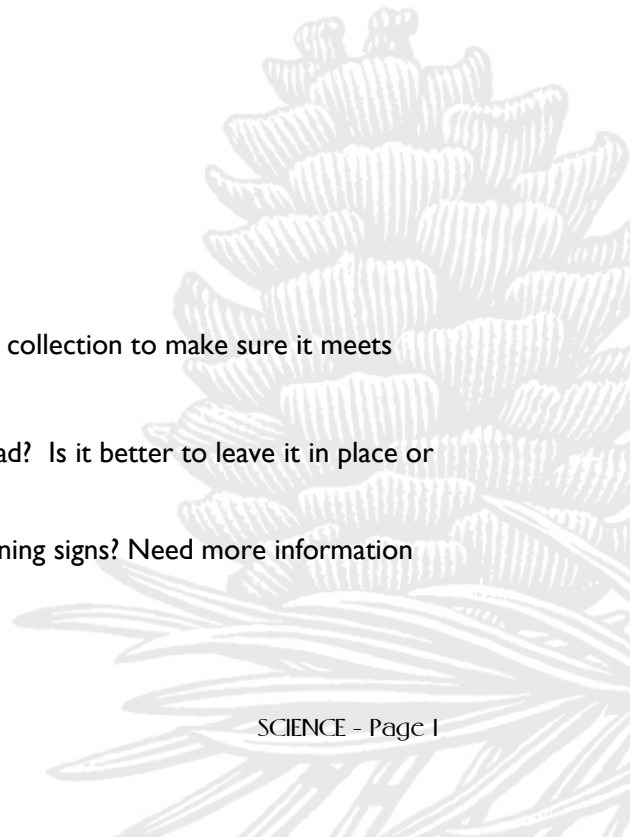 collection to make sure it meets
ad? Is it better to leave it in place or
ning signs? Need more information
SCIENCE - Page 1